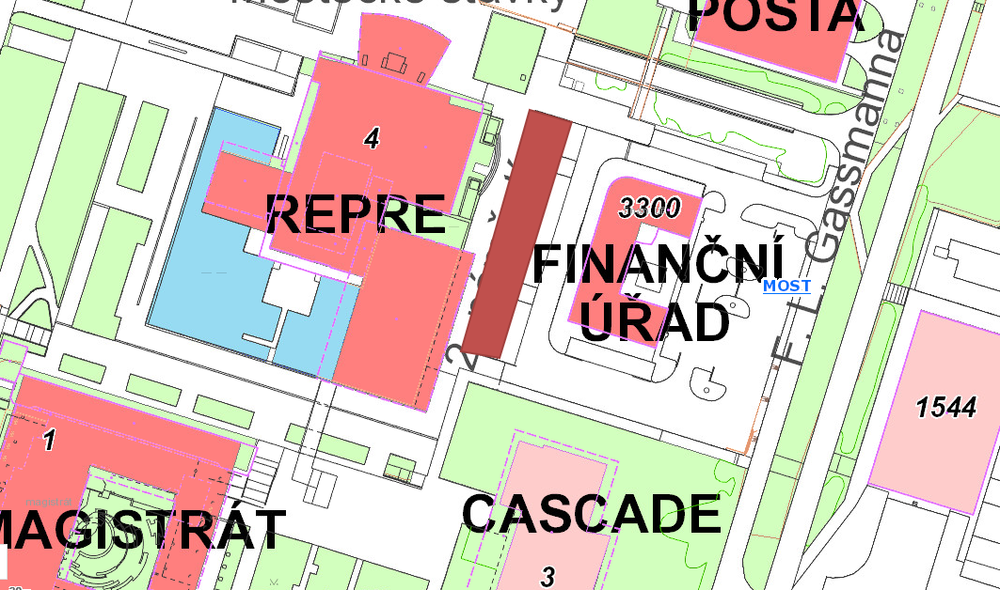 POŠTA
4
REPRE
3300
FINANČNÍ
ÚŘAD
MOST
F. L. Gassmanna
1544
1
CASCADE
MAGISTRÁT
3